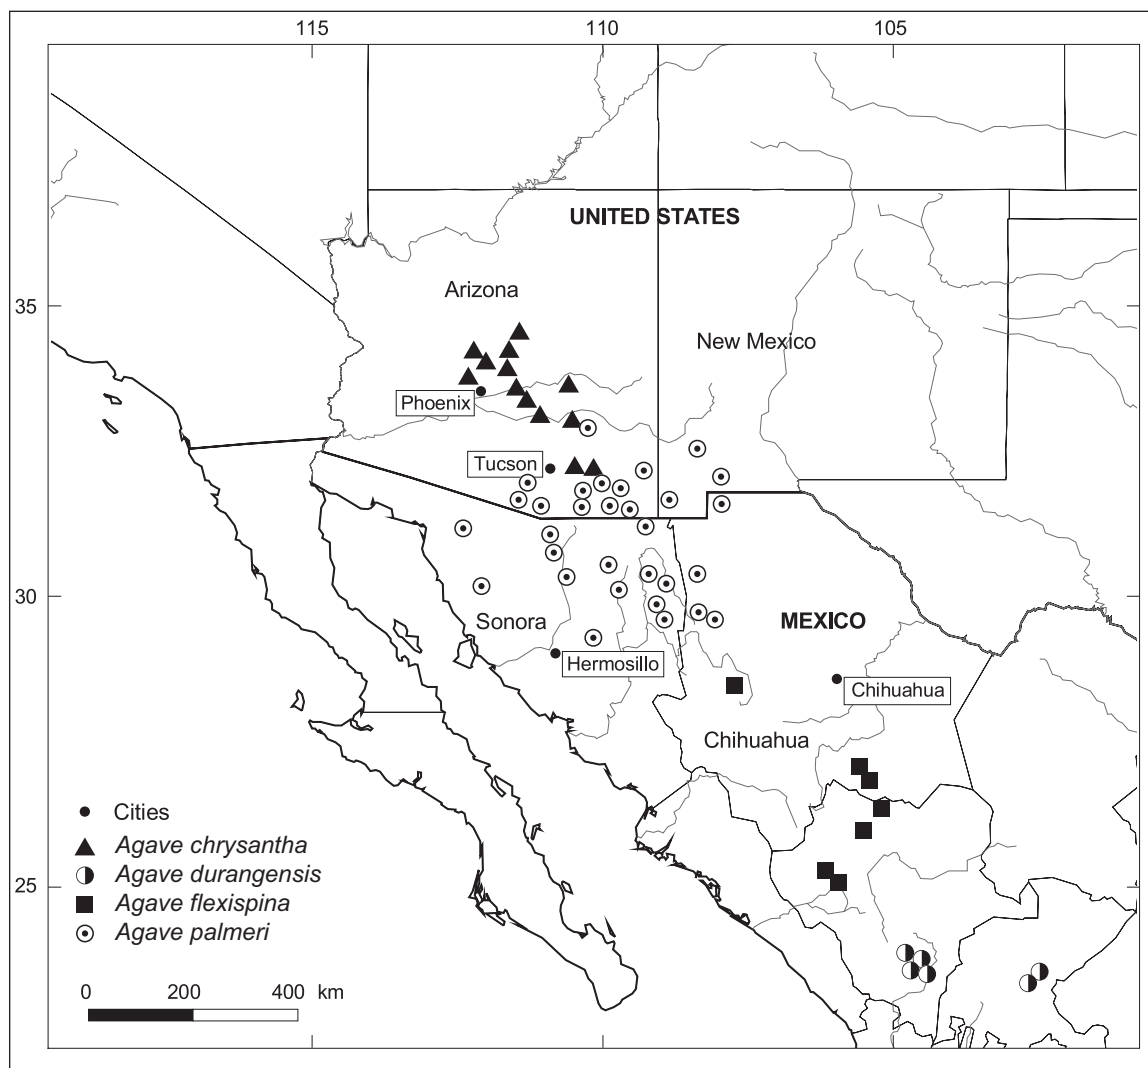 115 110 105
UNITED STATES
Arizona
35
New Mexico
Phoenix
Tucson
30
Sonora
MEXICO
Hermosillo
Chihuahua
Chihuahua
Cities
Agave chrysantha
Agave durangensis
25
Agave flexispina
Agave palmeri
0 200 400 km